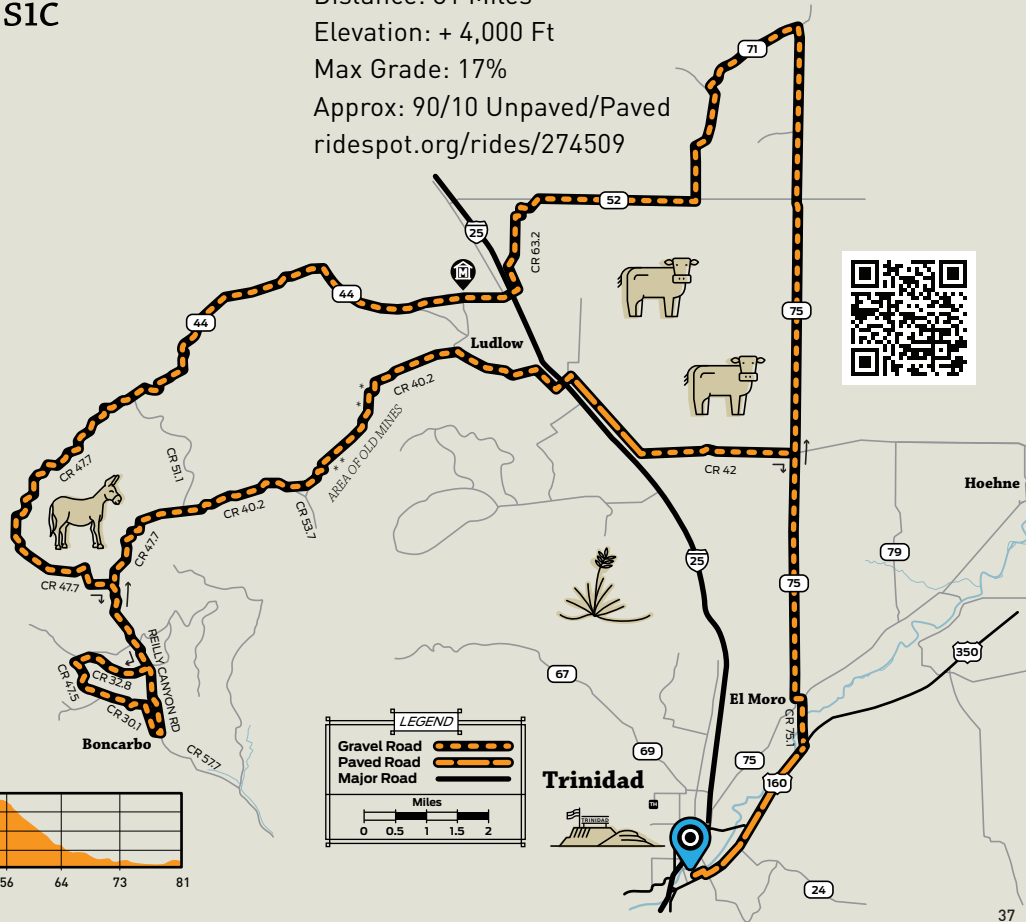 sic
Distance: 81 Miles
Elevation: + 4,000 Ft
Max Grade: 17%
Approx: 90/10 Unpaved/Paved
ridespot.org/rides/274509
71
52
25
CR 63.2
M
44
44
75
Ludlow
CR 40.2
AREA OF OLD MINES
CR 47.7
CR 51.1
CR 42
Hoehne
CR 40.2
CR 53.7
CR 47.7
79
25
CR 47.7
75
REILLY CANYON RD
350
CR 32.8
CR 47.5
67
CR 30.1
El Moro
CR 75.1
Boncarbo
CR 57.7
LEGEND
Gravel Road
Paved Road
Major Road
Miles
0 0.5 1 1.5 2
69
75
160
Trinidad
TH
TRINIDAD
24
56 64 73 81
37